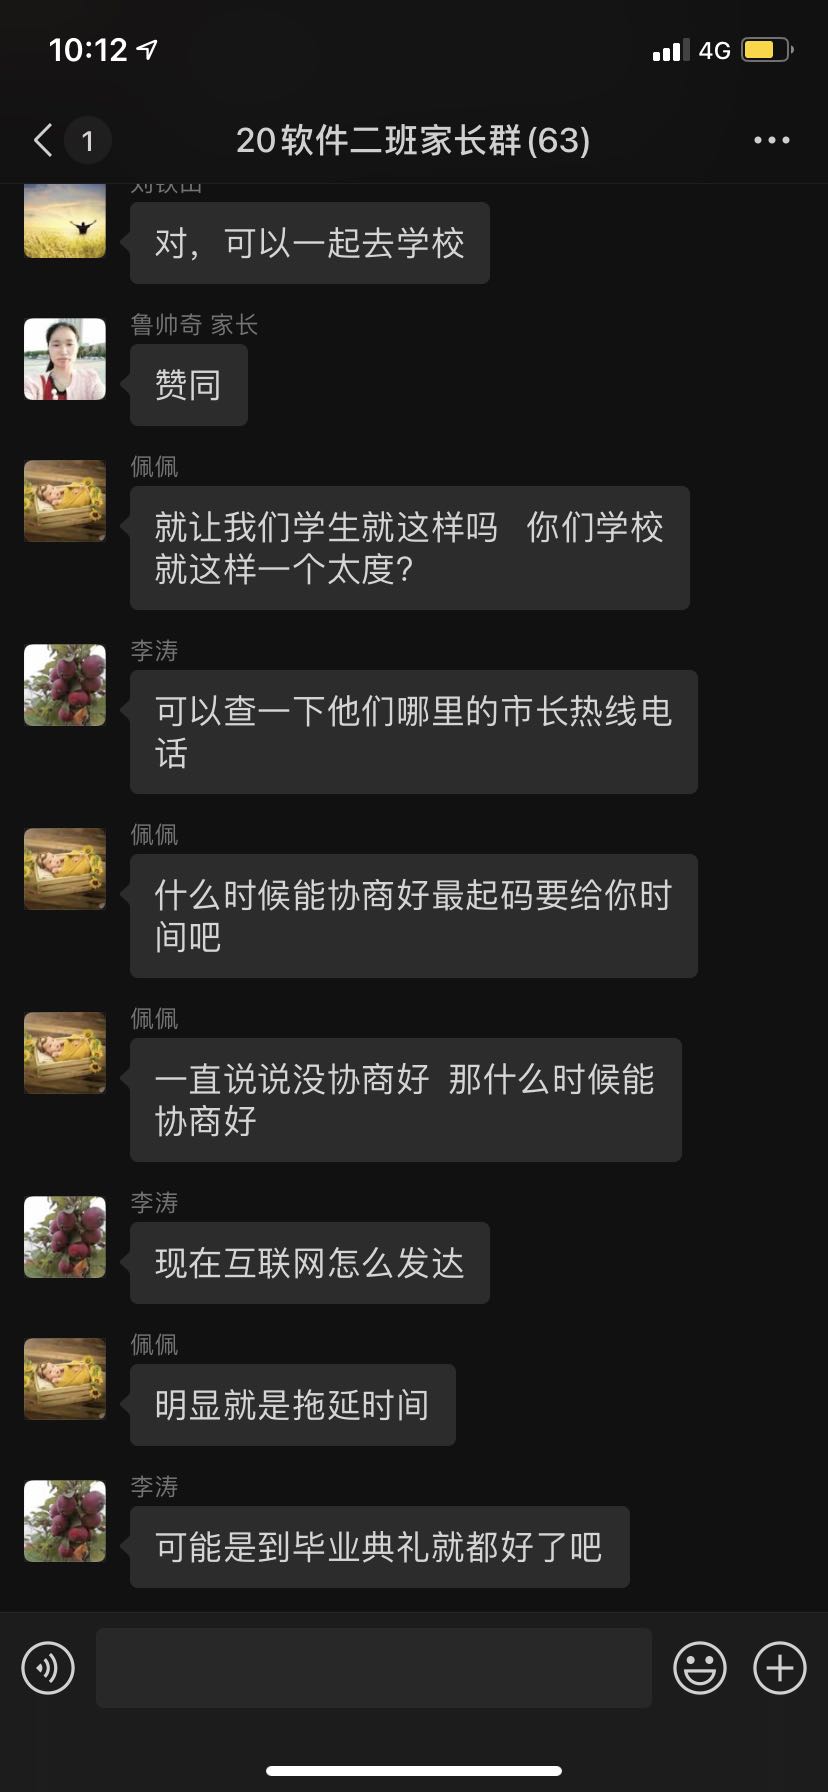 10:12
4G
1
20软件二班家长群(63)
对，可以一起去学校
鲁帅奇 家长
赞同
佩佩
就让我们学生就这样吗 你们学校
就这样一个太度?
李涛
可以查一下他们哪里的市长热线电
话
佩佩
什么时候能协商好最起码要给你时
间吧
佩佩
一直说说没协商好 那什么时候能
协商好
李涛
现在互联网怎么发达
佩佩
明显就是拖延时间
李涛
可能是到毕业典礼就都好了吧